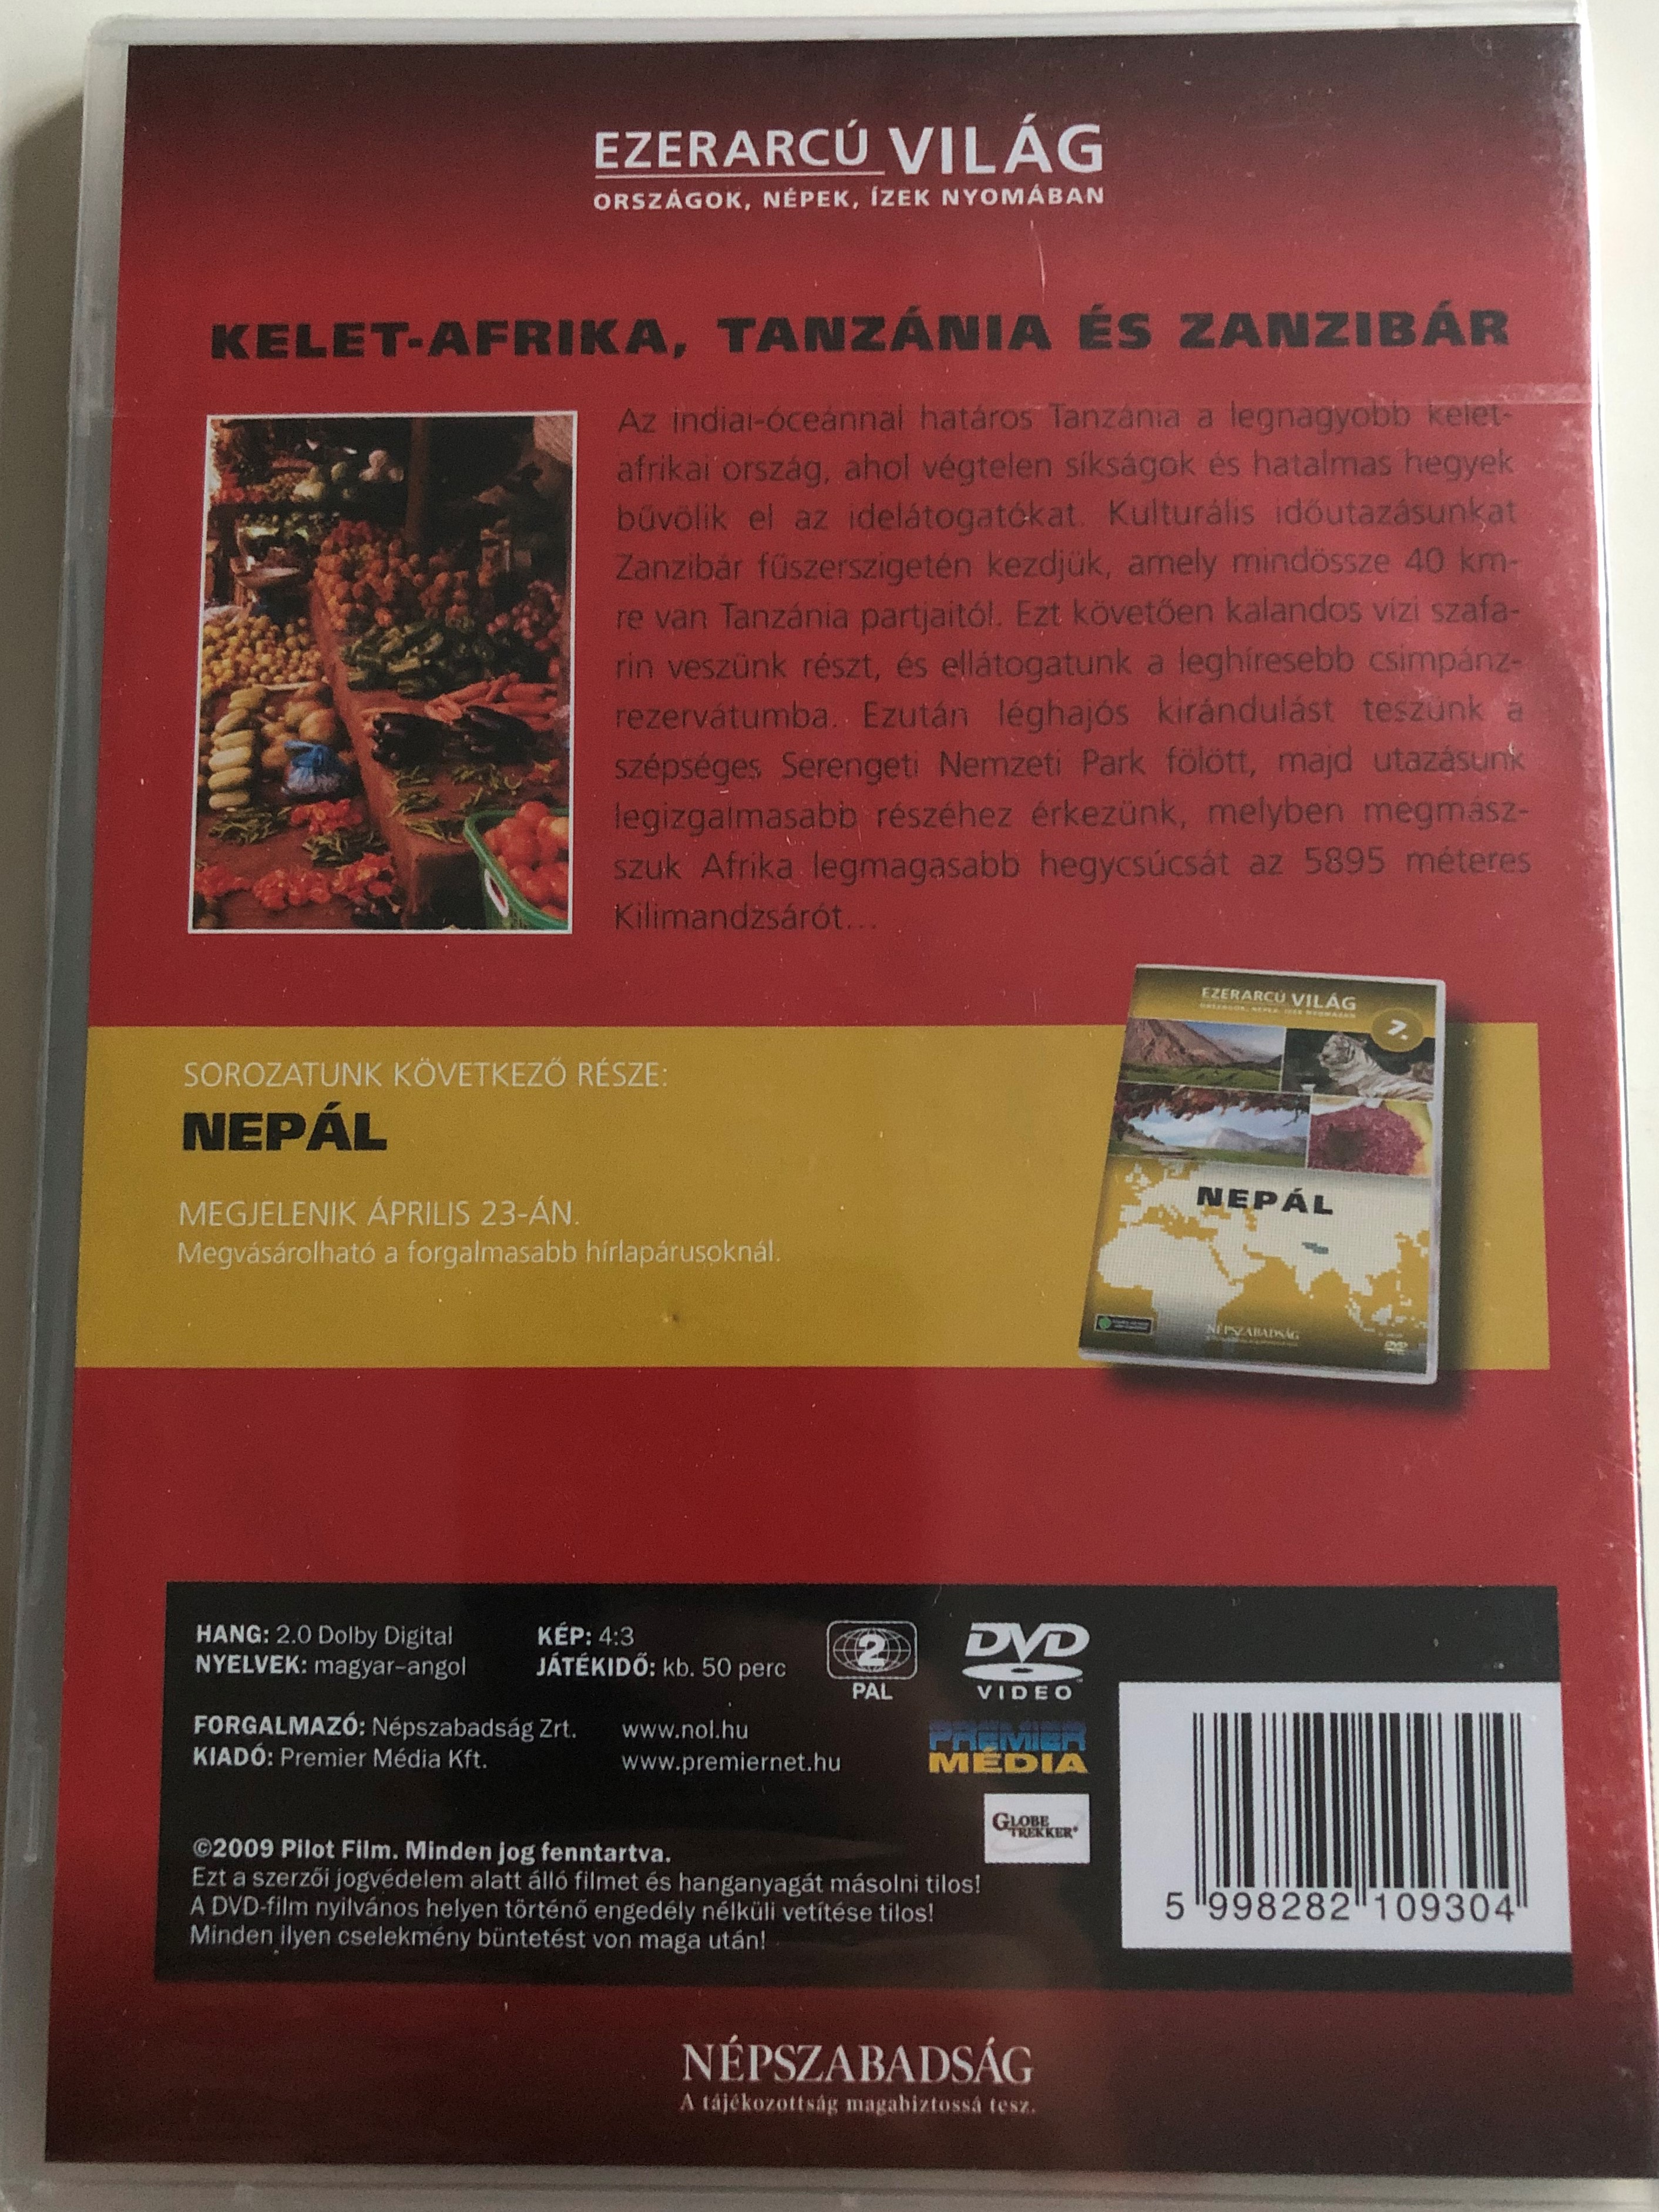 EZERARCÚ VILÁG
ORSZÁGOK, NÉPEK, ÍZEK NYOMÁBAN
KELET-AFRIKA, TANZÁNIA ÉS ZANZIBÁR
Az Indiai-óceánnal határos Tanzánia a legnagyobb kelet-
afrikai ország, ahol végtelen síkságok és hatalmas hegyek
bűvölik el az idelátogatókat. Kulturális időutazásunkat
Zanzibár fűszerszigetén kezdjük, amely mindössze 40 km-
re van Tanzánia partjaitól. Ezt követően kalandos vízi szafa-
rin veszünk részt, és ellátogatunk a leghíresebb csimpánz-
rezervátumba. Ezután léghajós kirándulást teszünk a
szépséges Serengeti Nemzeti Park fölött, majd utazásunk
legizgalmasabb részéhez érkezünk, melyben megmász-
szuk Afrika legmagasabb hegycsúcsát az 5895 méteres
Kilimandzsárót...
SOROZATUNK KÖVETKEZŐ RÉSZE:
NEPÁL
MEGJELENIK ÁPRILIS 23-ÁN.
Megvásárolható a forgalmasabb hírlapárusoknál.
EZERARCÚ VILÁG
ORSZÁGOK, NÉPEK, ÍZEK NYOMÁBAN
7.
NEPÁL
NÉPSZABADSÁG
DVD
HANG: 2.0 Dolby Digital
NYELVEK: magyar-angol
KÉP: 4:3
JÁTÉKIDŐ: kb. 50 perc
2
PAL
DVD
VIDEO
FORGALMAZÓ: Népszabadság Zrt. www.nol.hu
KIADÓ: Premier Média Kft. www.premiernet.hu
PREMIER
MÉDIA
GLOBE
TREKKER®
©2009 Pilot Film. Minden jog fenntartva.
Ezt a szerzői jogvédelem alatt álló filmet és hanganyagát másolni tilos!
A DVD-film nyilvános helyen történő engedély nélküli vetítése tilos!
Minden ilyen cselekmény büntetést von maga után!
5 998282 109304
NÉPSZABADSÁG
A tájékozottság magabiztossá tesz.